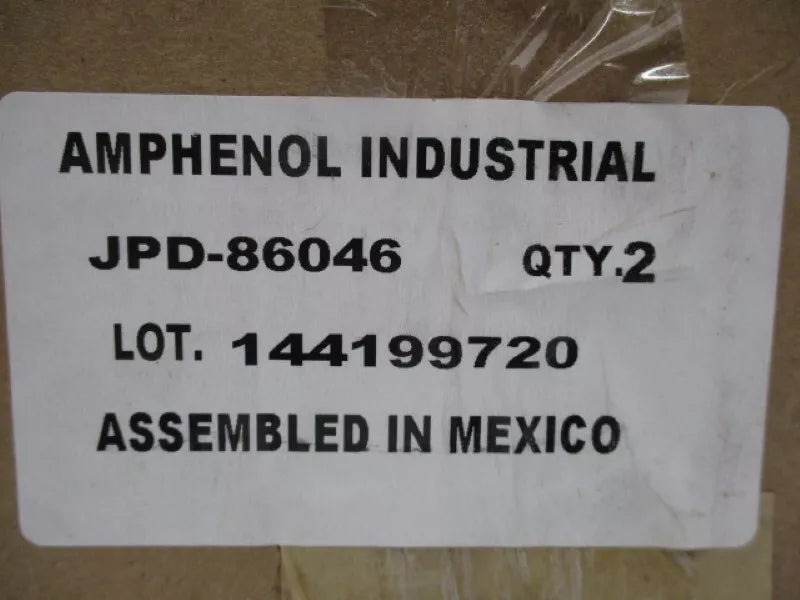 AMPHENOL INDUSTRIAL
JPD-86046 QTY.2
LOT. 144199720
ASSEMBLED IN MEXICO